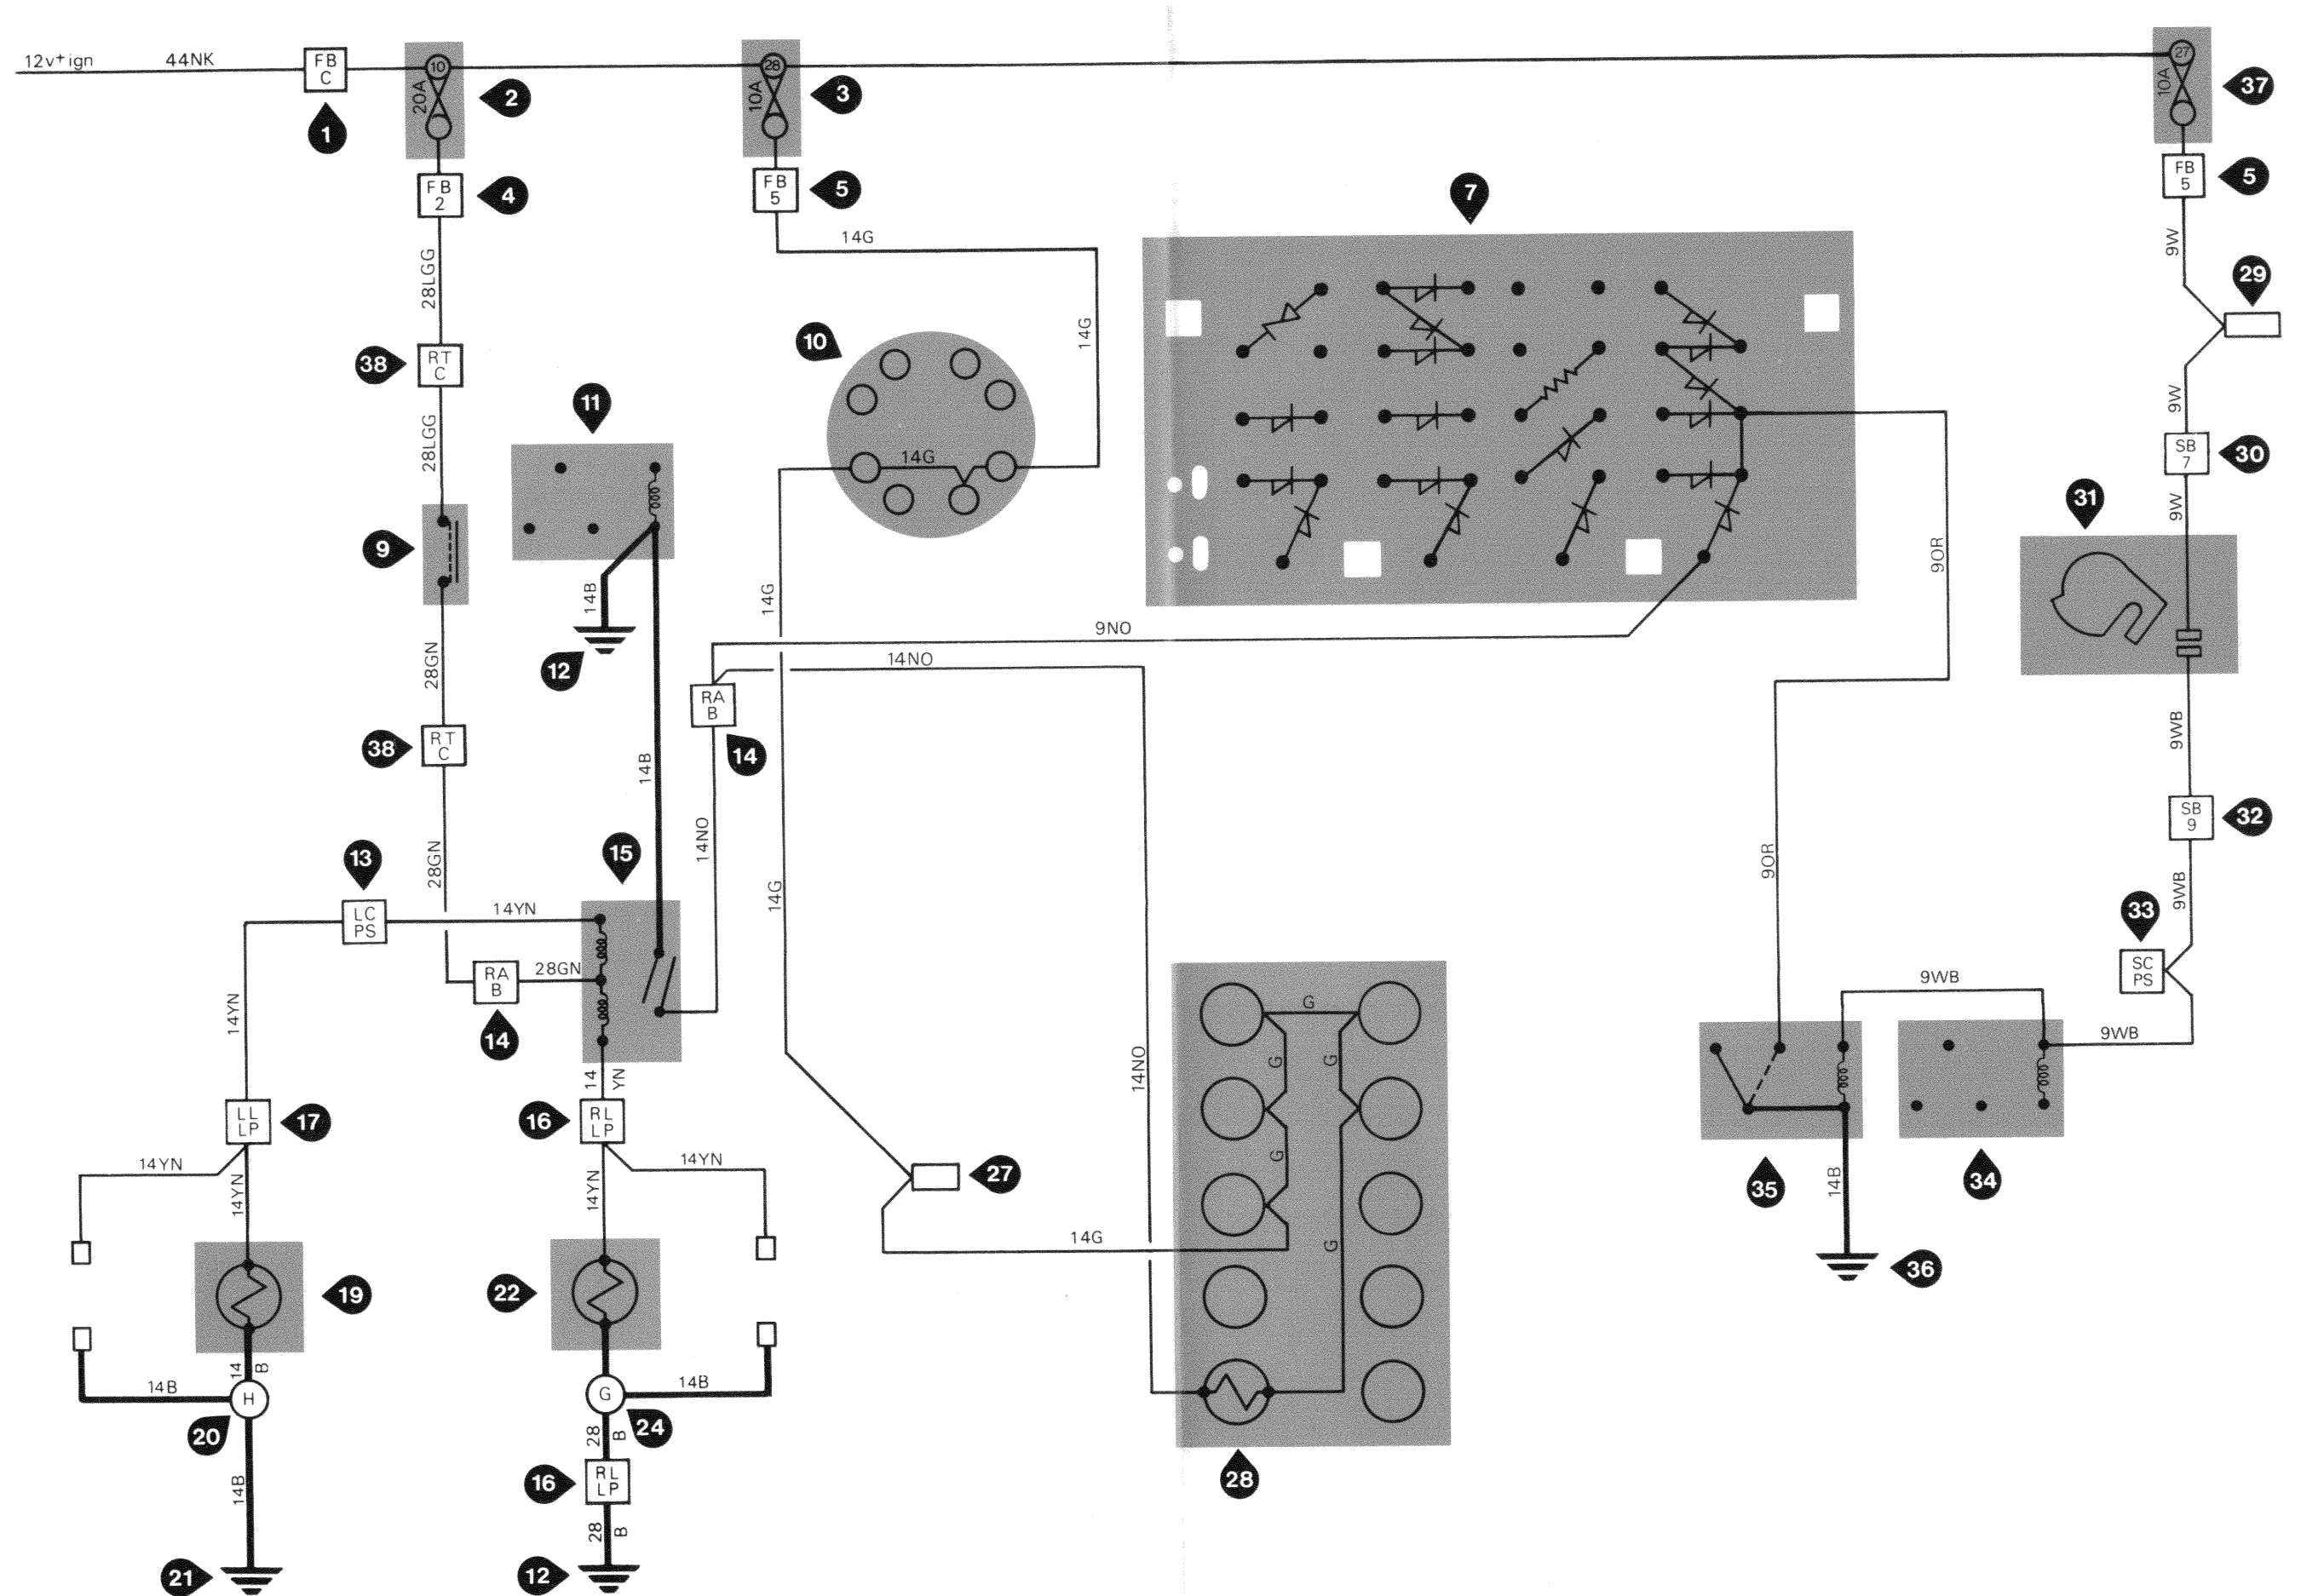 12v+ign
44NK
FB
C
1
10
20A
2
28
10A
3
27
10A
37
FB
2
4
FB
5
5
FB
5
5
14G
7
28LGG
9W
29
14G
10
RT
C
38
11
28LGG
9W
SB
7
30
14G
9W
31
9
14B
12
28GN
14G
9NO
14NO
9OR
RA
B
14
RT
C
38
14B
9WB
SB
9
32
14NO
15
13
28GN
14G
9OR
9WB
LC
PS
14YN
33
SC
PS
RA
B
28GN
14
14YN
9WB
9WB
G
G
G
14NO
14
YN
LL
LP
17
16
RL
LP
G
35
34
14B
14YN
14YN
14YN
14YN
27
14G
G
36
19
22
14
B
14B
H
20
G
14B
24
28
B
28
14B
16
RL
LP
28
B
21
12